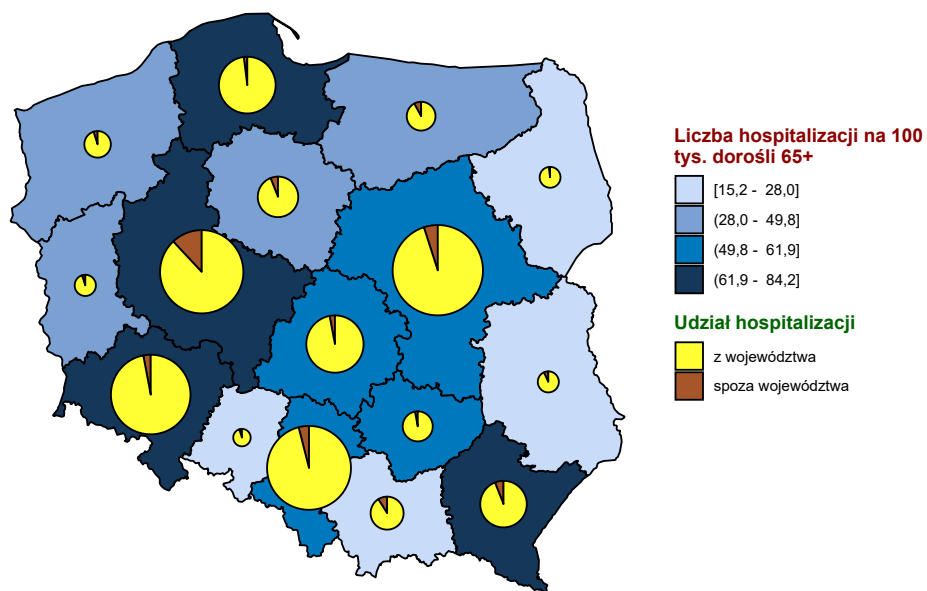 Liczba hospitalizacji na 100
tys. dorośli 65+
[15,2 - 28,0]
(28,0 - 49,8]
(49,8 - 61,9]
(61,9 - 84,2]
Udział hospitalizacji
z województwa
spoza województwa